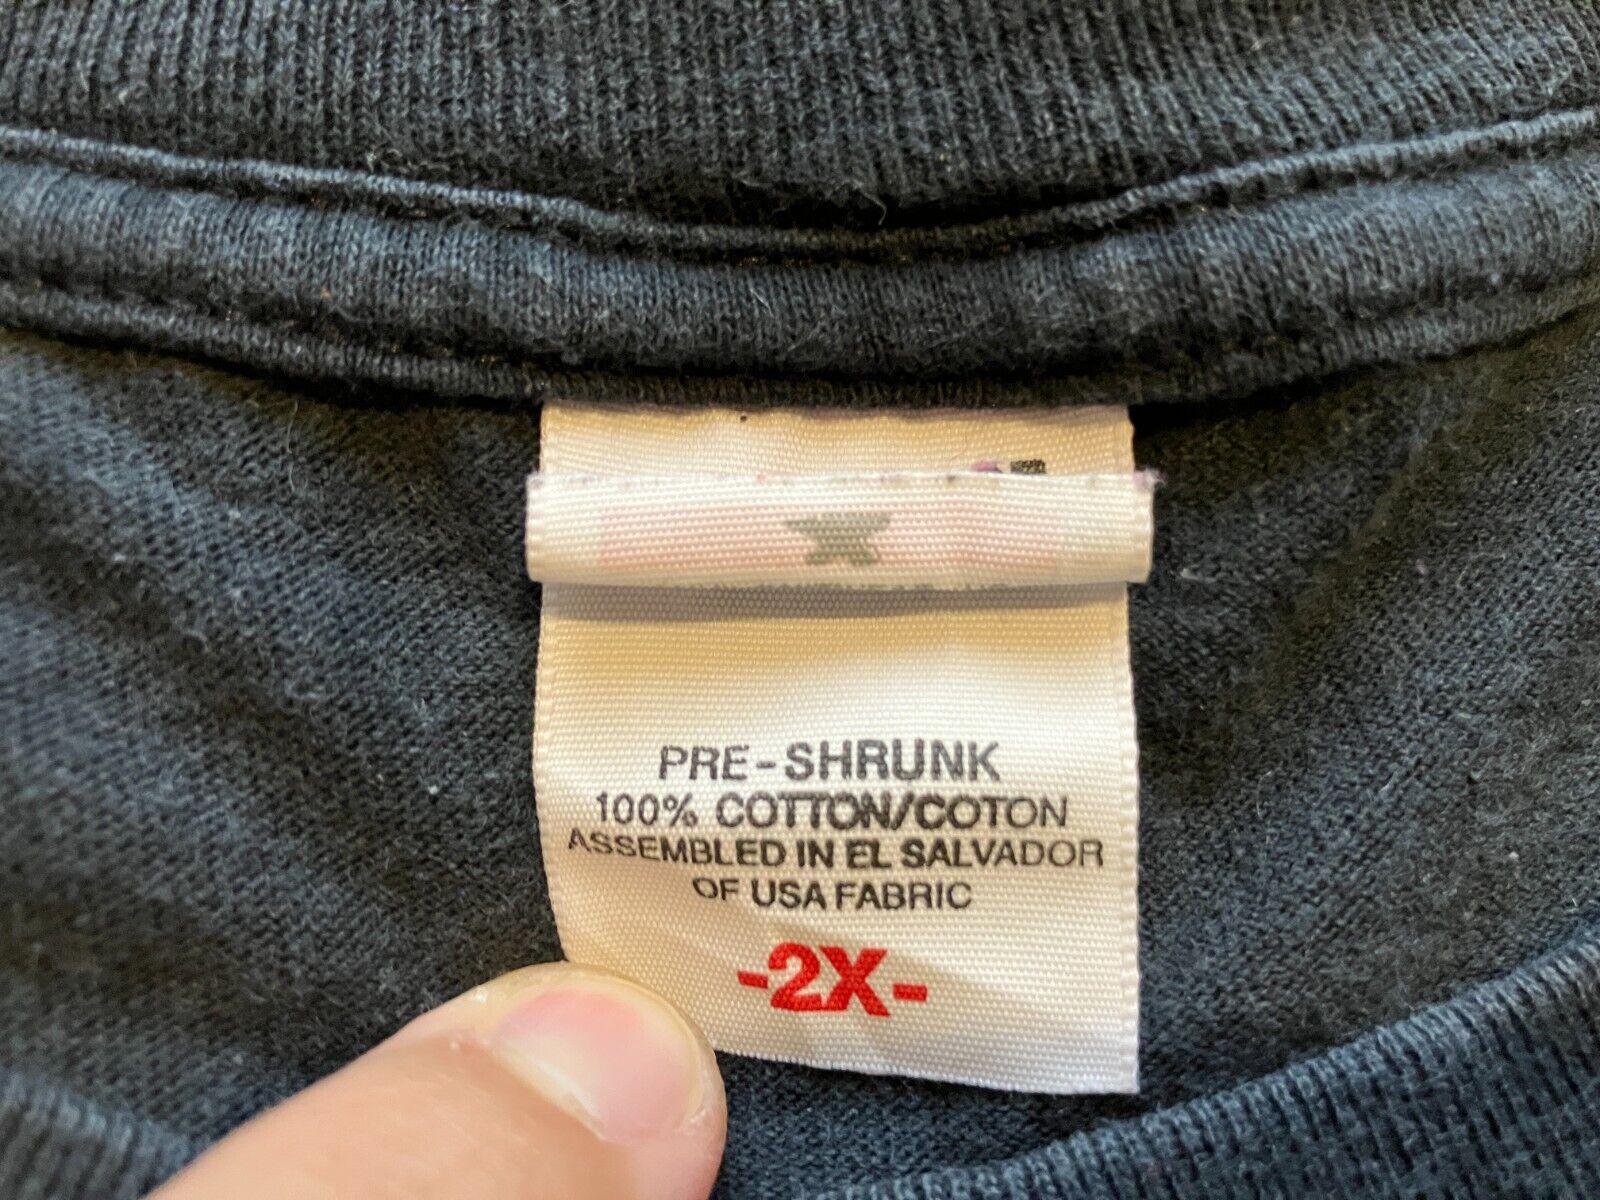 PRE-SHRUNK
100% COTTON/COTON
ASSEMBLED IN EL SALVADOR
OF USA FABRIC
-2X-